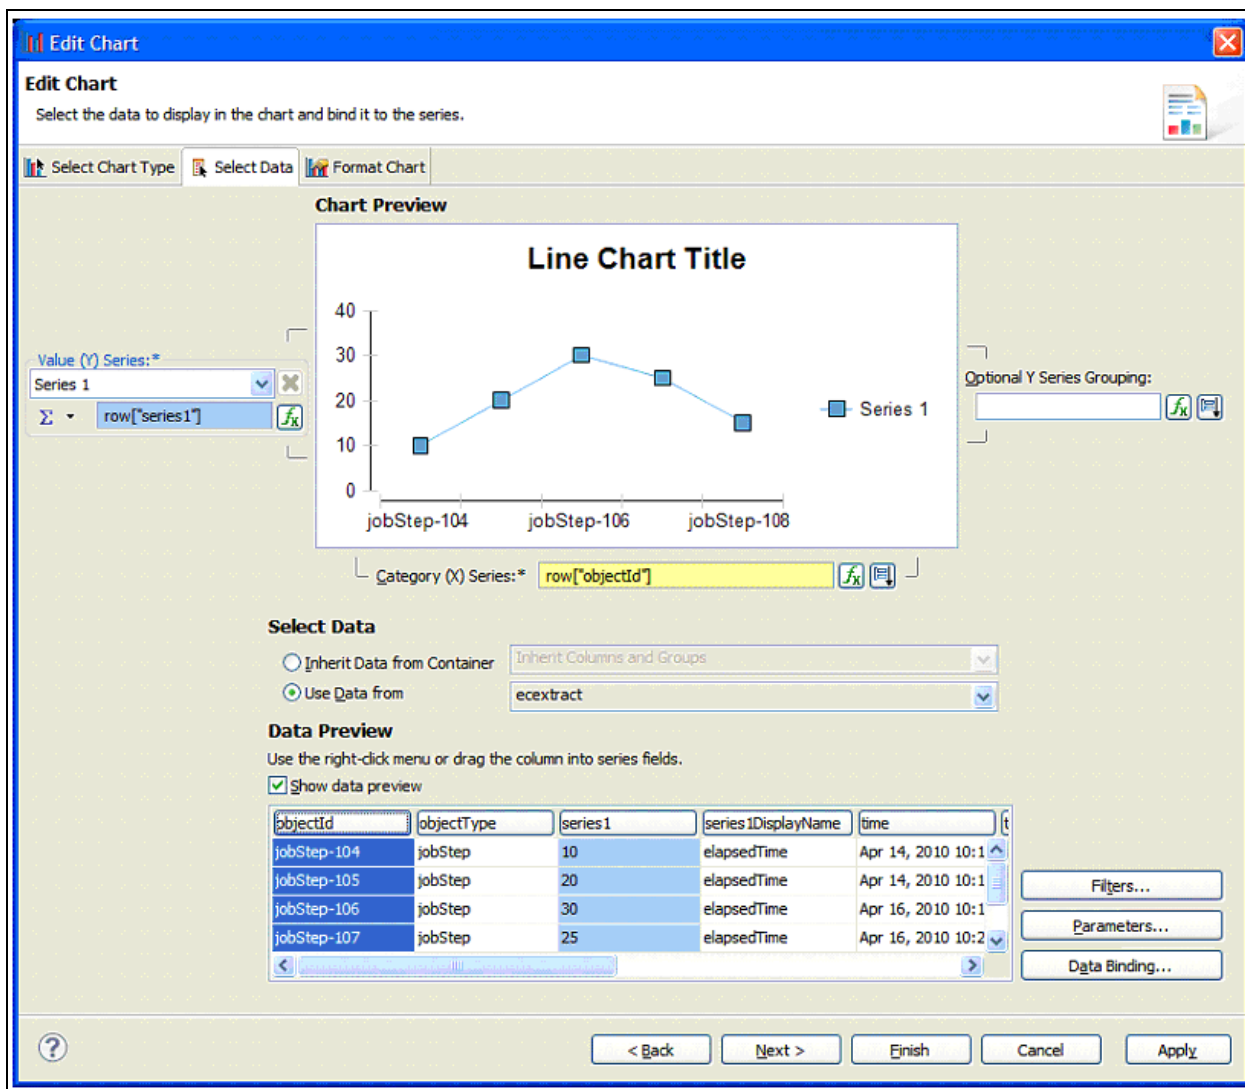 Edit Chart
Edit Chart
Select the data to display in the chart and bind it to the series.
Select Chart Type Select Data Format Chart
Chart Preview
Line Chart Title
40
30
20
10
0
jobStep-104 jobStep-106 jobStep-108
Series 1
Value (Y) Series:*
Series 1
Σ row["series1"] fx
Optional Y Series Grouping:
fx
Category (X) Series:* row["objectId"] fx
Select Data
Inherit Data from Container Inherit Columns and Groups
Use Data from ecextract
Data Preview
Use the right-click menu or drag the column into series fields.
Show data preview
objectId objectType series1 series1DisplayName time t
jobStep-104 jobStep 10 elapsedTime Apr 14, 2010 10:1
jobStep-105 jobStep 20 elapsedTime Apr 14, 2010 10:1
jobStep-106 jobStep 30 elapsedTime Apr 16, 2010 10:1
jobStep-107 jobStep 25 elapsedTime Apr 16, 2010 10:2
Filters...
Parameters...
Data Binding...
? < Back Next > Finish Cancel Apply